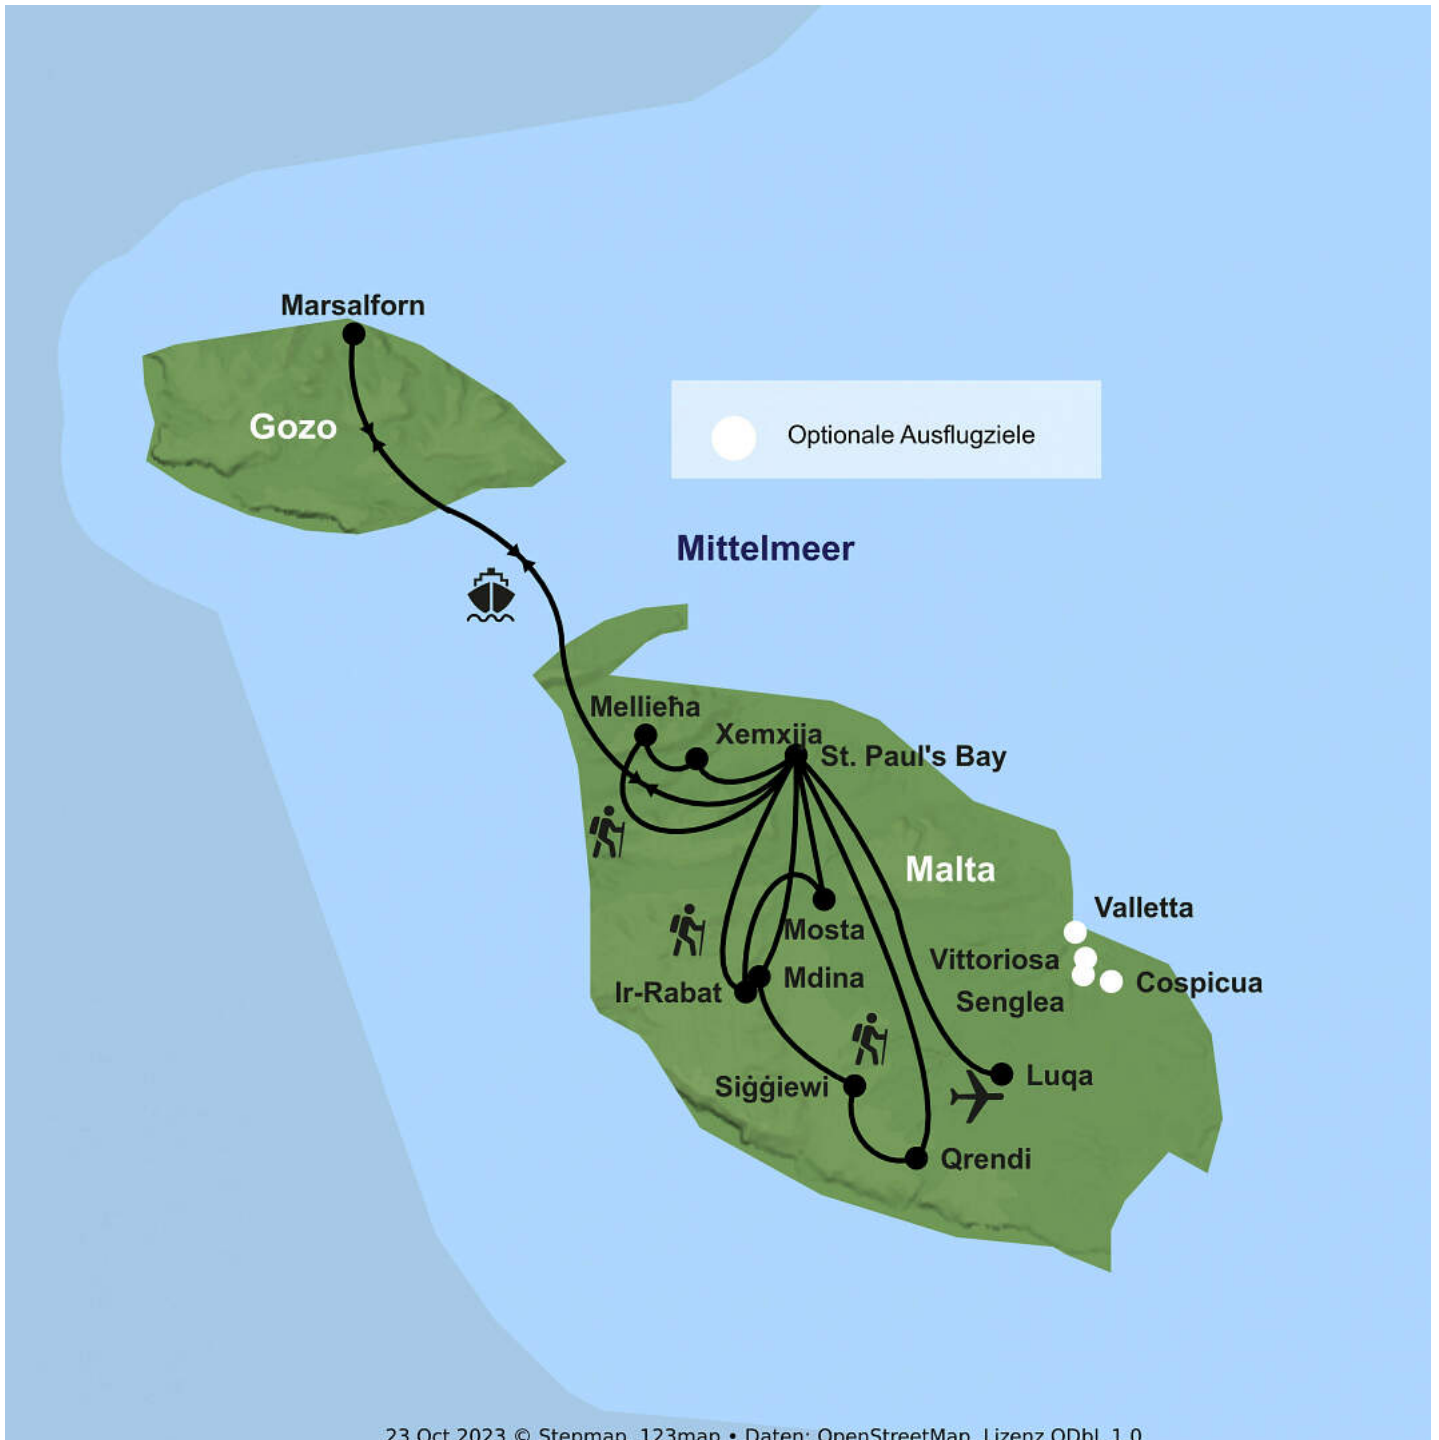 Marsalforn
Gozo
Optionale Ausflugziele
Mittelmeer
Mellieħa
Xemxija
St. Paul's Bay
Malta
Valletta
Mosta
Vittoriosa
Mdina
Cospicua
Ir-Rabat
Senglea
Luqa
Siġġiewi
Qrendi
23 Oct 2023 © Stepmap, 123map • Daten: OpenStreetMap, Lizenz ODbL 1.0